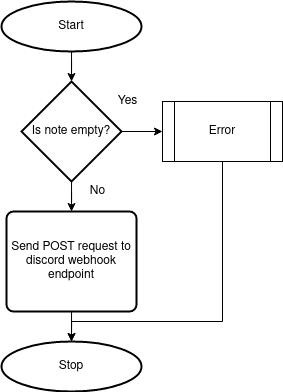 Start
Yes
Is note empty?
Error
No
Send POST request to
discord webhook
endpoint
Stop